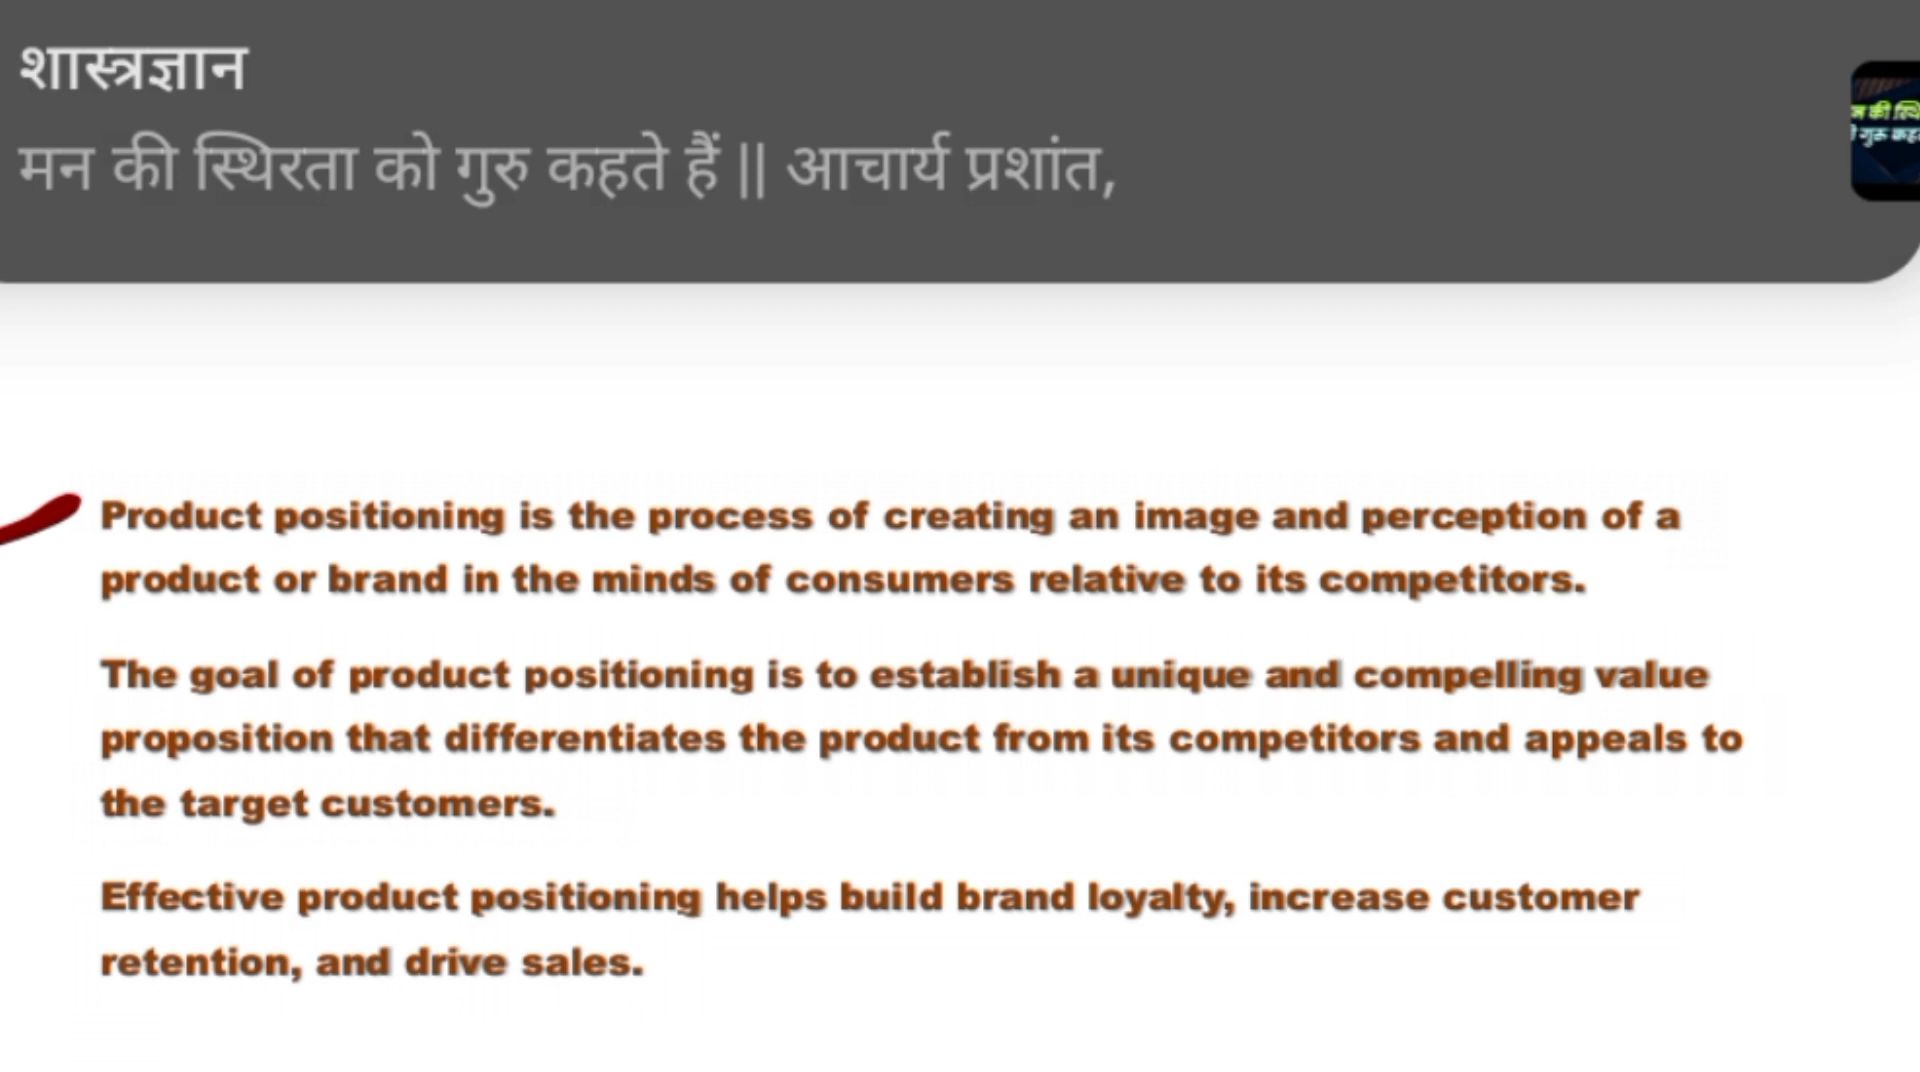 शास्त्रज्ञान
मन की स्थिरता को गुरु कहते हैं || आचार्य प्रशांत,
Product positioning is the process of creating an image and perception of a
product or brand in the minds of consumers relative to its competitors.
The goal of product positioning is to establish a unique and compelling value
proposition that differentiates the product from its competitors and appeals to
the target customers.
Effective product positioning helps build brand loyalty, increase customer
retention, and drive sales.